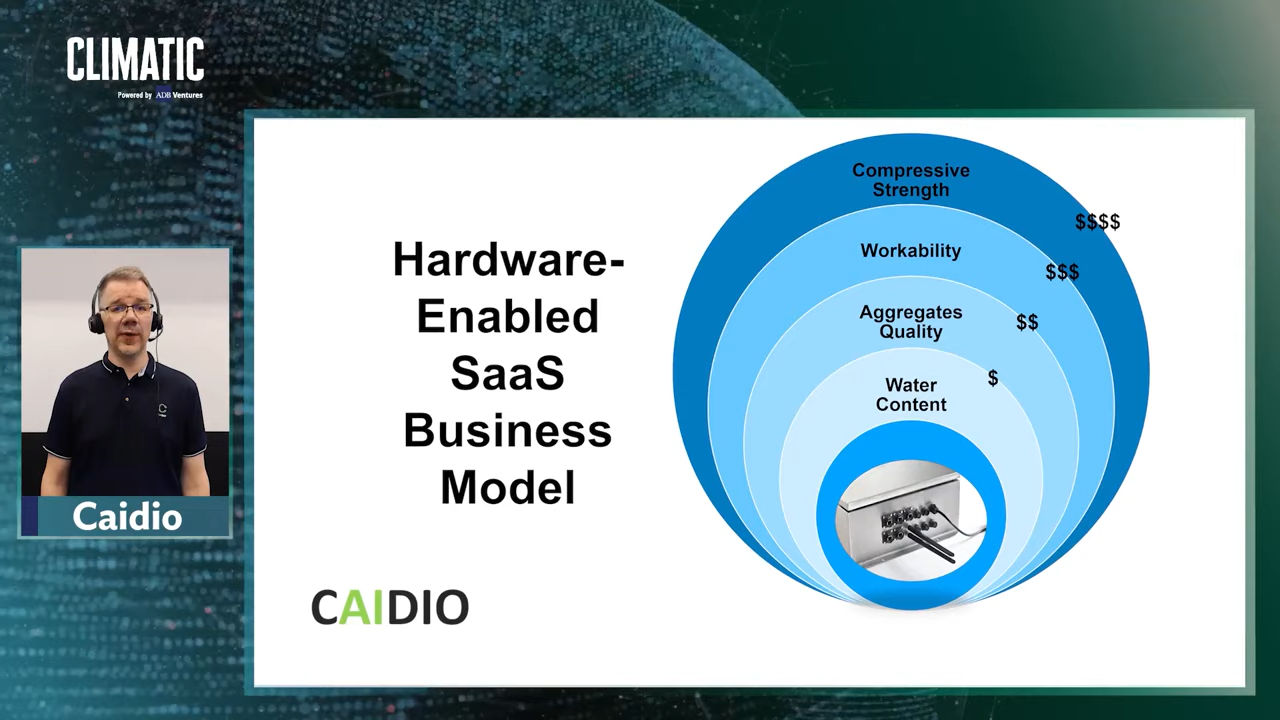 CLIMATIC
Powered by ADB Ventures
Caidio
Hardware-
Enabled
SaaS
Business
Model
CAIDIO
Compressive
Strength
$$$$
Workability
$$$
Aggregates
Quality
$$
Water
Content
$